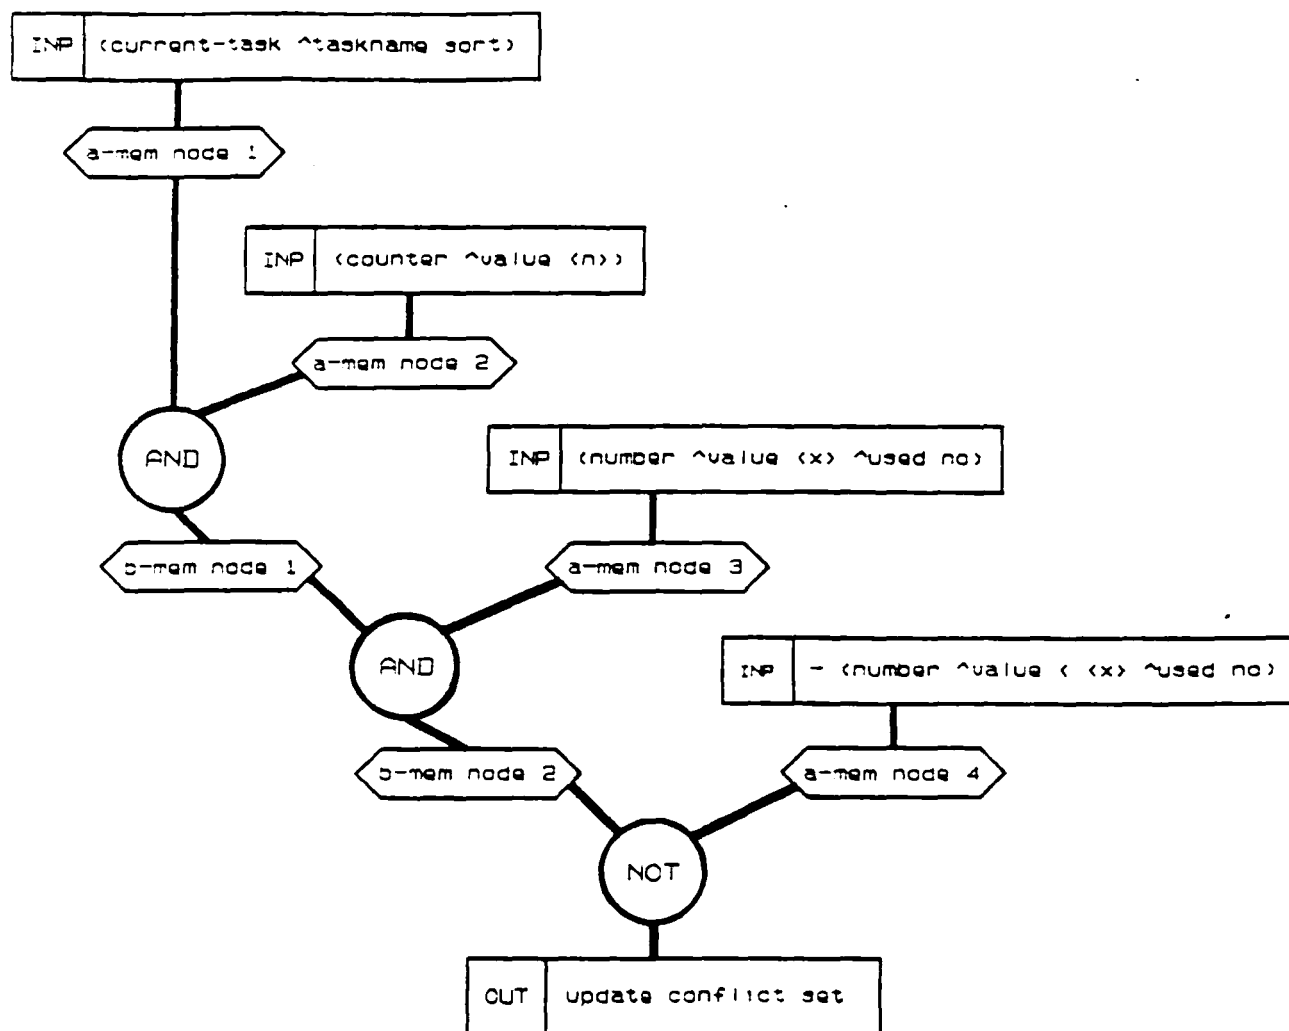 INP (current-task ^taskname sort)
a-mem node 1
INP (counter ^value <n>)
a-mem node 2
AND
INP (number ^value <x> ^used no)
b-mem node 1
a-mem node 3
AND
INP - (number ^value < <x> ^used no)
b-mem node 2
a-mem node 4
NOT
OUT update conflict set